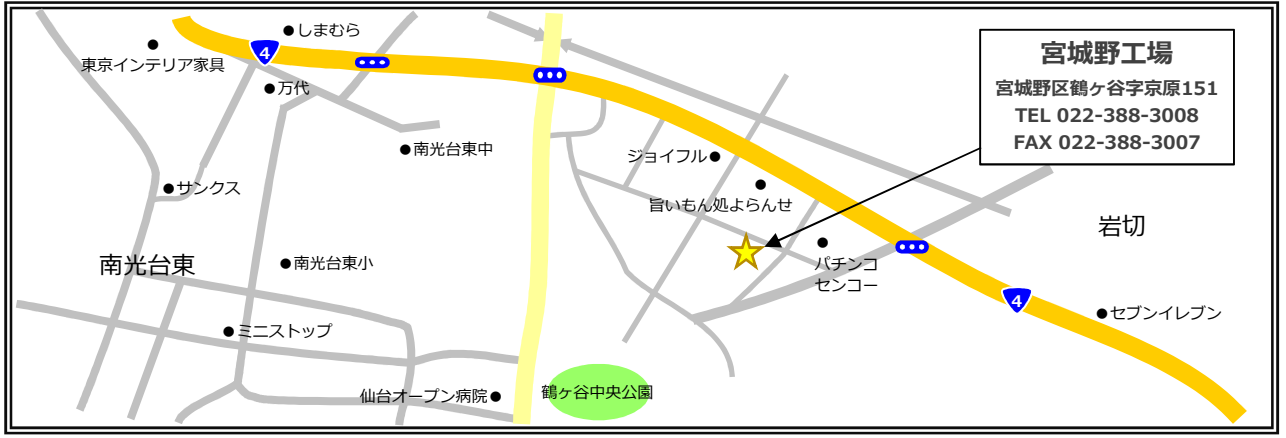 しまむら
4
東京インテリア家具
万代
宮城野工場
宮城野区鶴ヶ谷字京原151
TEL 022-388-3008
FAX 022-388-3007
南光台東中
ジョイフル
サンクス
旨いもん処よらんせ
岩切
南光台東
南光台東小
パチンコ
センコー
4
セブンイレブン
ミニストップ
仙台オープン病院
鶴ヶ谷中央公園